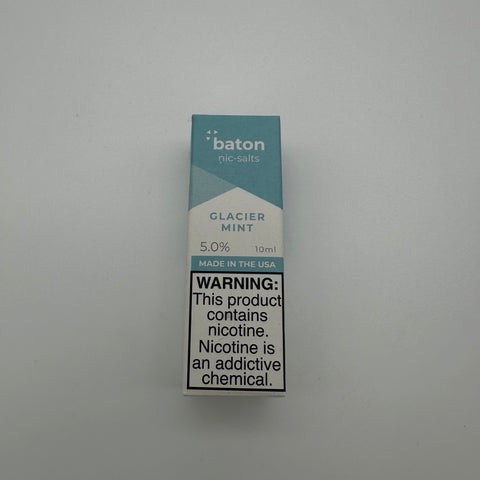 baton
nic-salts
GLACIER
MINT
5.0% 10ml
MADE IN THE USA
WARNING:
This product
contains
nicotine.
Nicotine is
an addictive
chemical.